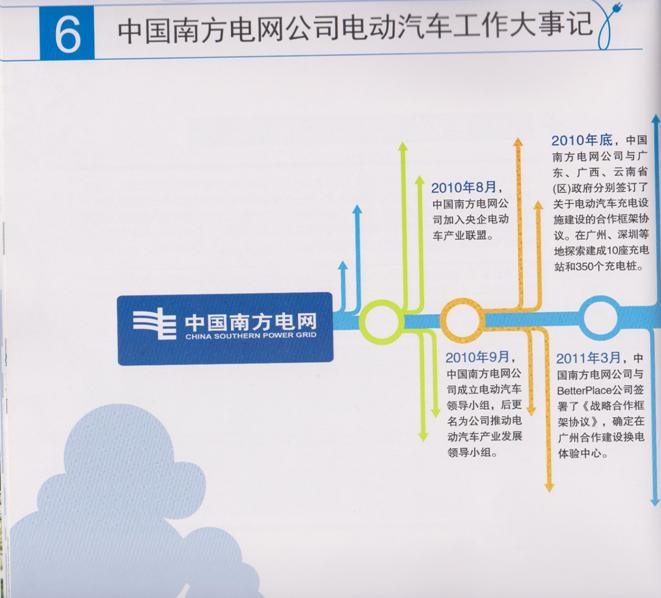 6 中国南方电网公司电动汽车工作大事记
2010年8月，
中国南方电网公
司加入央企电动
车产业联盟。
2010年底，中国
南方电网公司与广
东、广西、云南省
(区)政府分别签订了
关于电动汽车充电设
施建设的合作框架协
议。在广州、深圳等
地探索建成10座充电
站和350个充电桩。
中国南方电网
CHINA SOUTHERN POWER GRID
2010年9月，
中国南方电网公
司成立电动汽车
领导小组，后更
名为公司推动电
动汽车产业发展
领导小组。
2011年3月，中
国南方电网公司与
BetterPlace公司签
署了《战略合作框
架协议》，确定在
广州合作建设换电
体验中心。